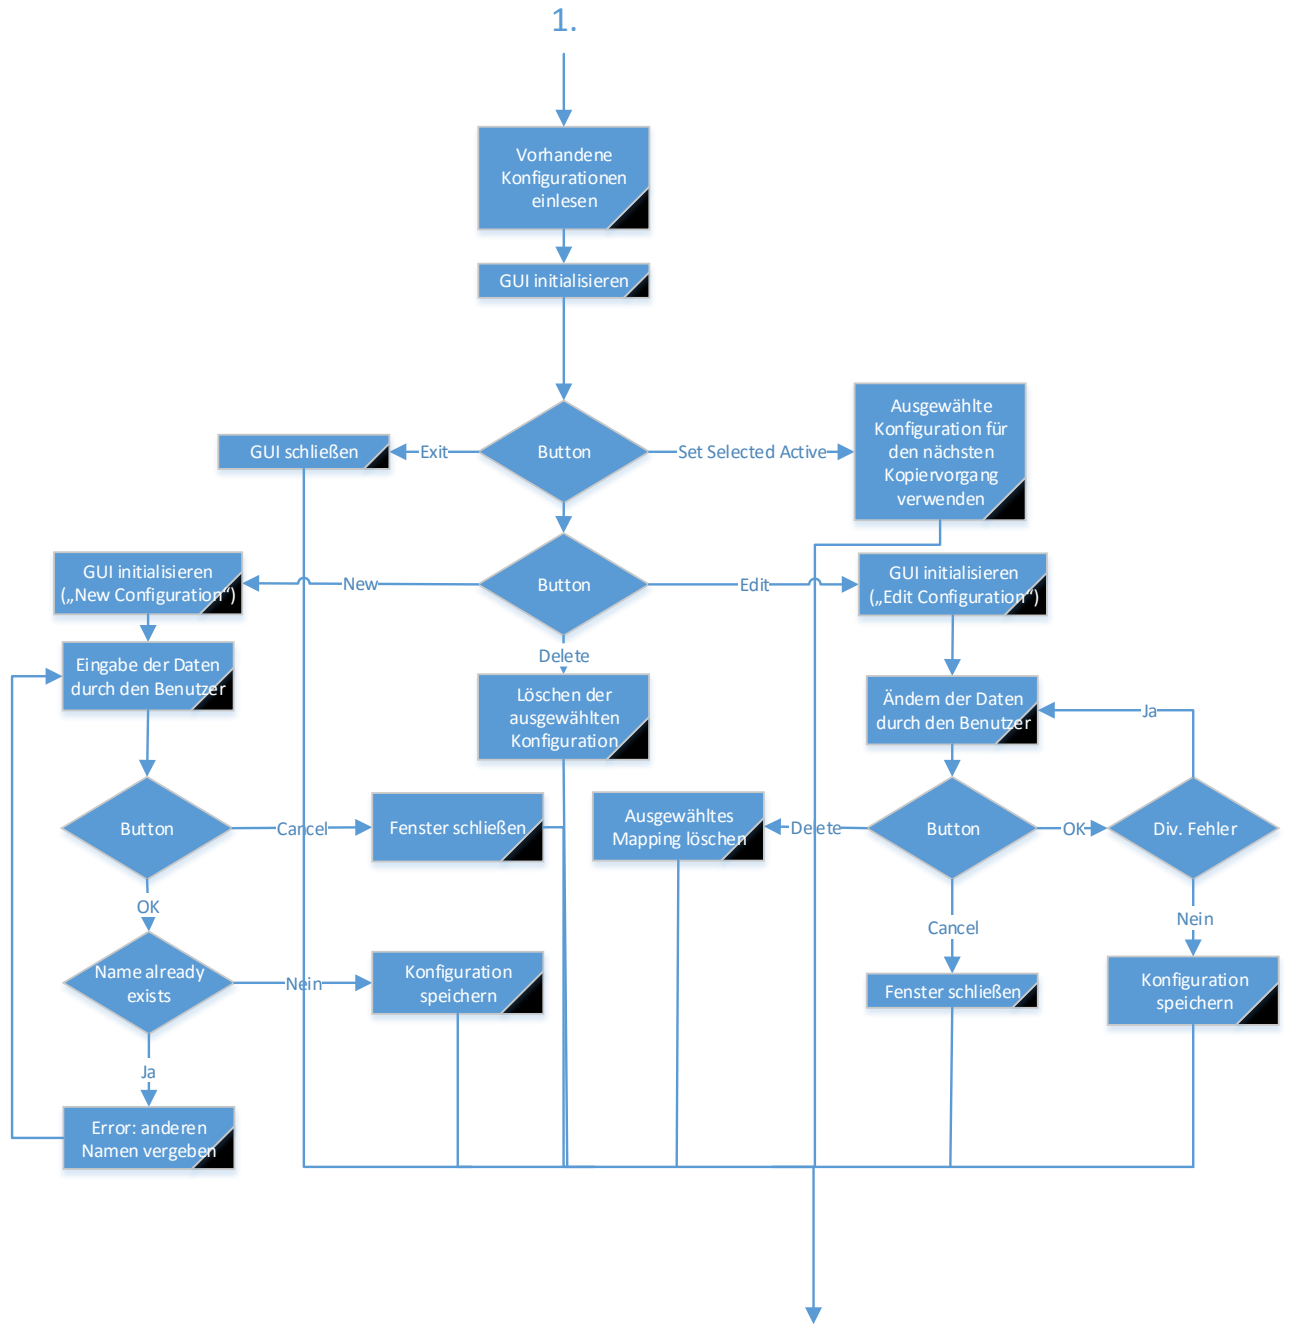 1.
Vorhandene
Konfigurationen
einlesen
GUI initialisieren
Ausgewählte
Konfiguration für
den nächsten
Kopiervorgang
verwenden
GUI schließen
Exit
Button
Set Selected Active
GUI initialisieren
(„New Configuration“)
New
Button
Edit
GUI initialisieren
(„Edit Configuration“)
Delete
Eingabe der Daten
durch den Benutzer
Löschen der
ausgewählten
Konfiguration
Ändern der Daten
durch den Benutzer
Ja
Button
Cancel
Fenster schließen
Ausgewähltes
Mapping löschen
Delete
Button
OK
Div. Fehler
OK
Cancel
Nein
Name already
exists
Nein
Konfiguration
speichern
Fenster schließen
Konfiguration
speichern
Ja
Error: anderen
Namen vergeben